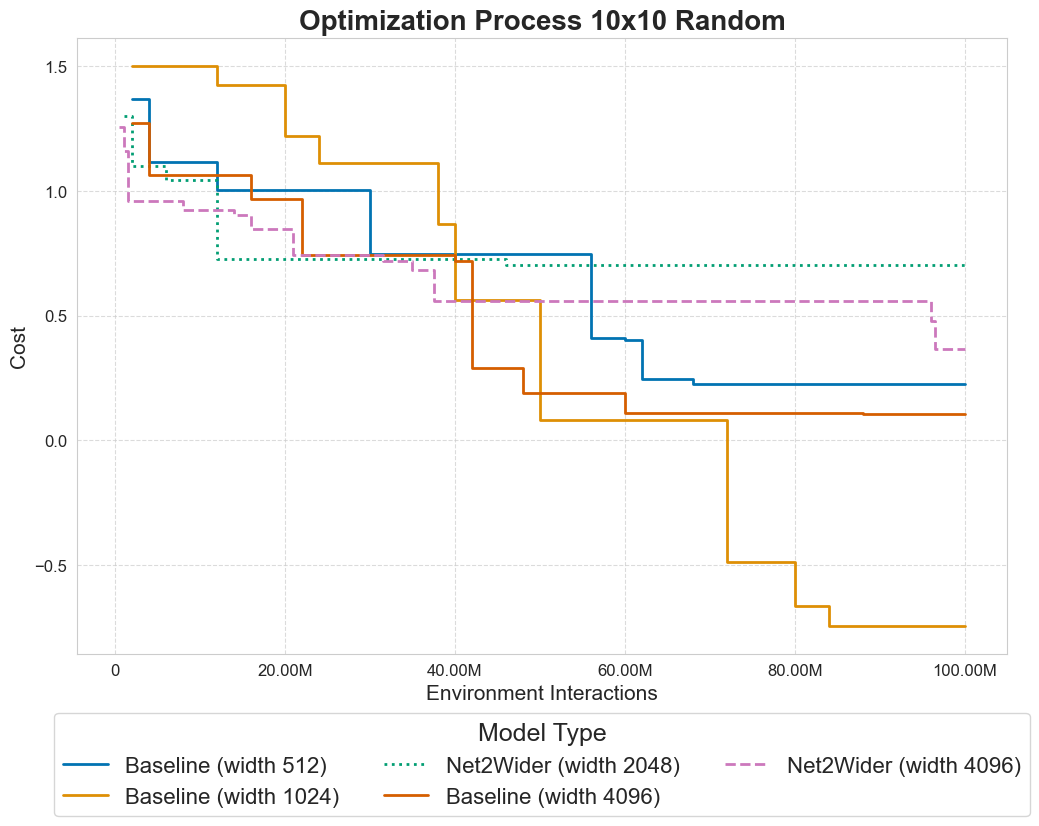 Optimization Process 10x10 Random
Cost
1.5
1.0
0.5
0.0
−0.5
0 20.00M 40.00M 60.00M 80.00M 100.00M
Environment Interactions
Model Type
Baseline (width 512) Net2Wider (width 2048) Net2Wider (width 4096)
Baseline (width 1024) Baseline (width 4096)